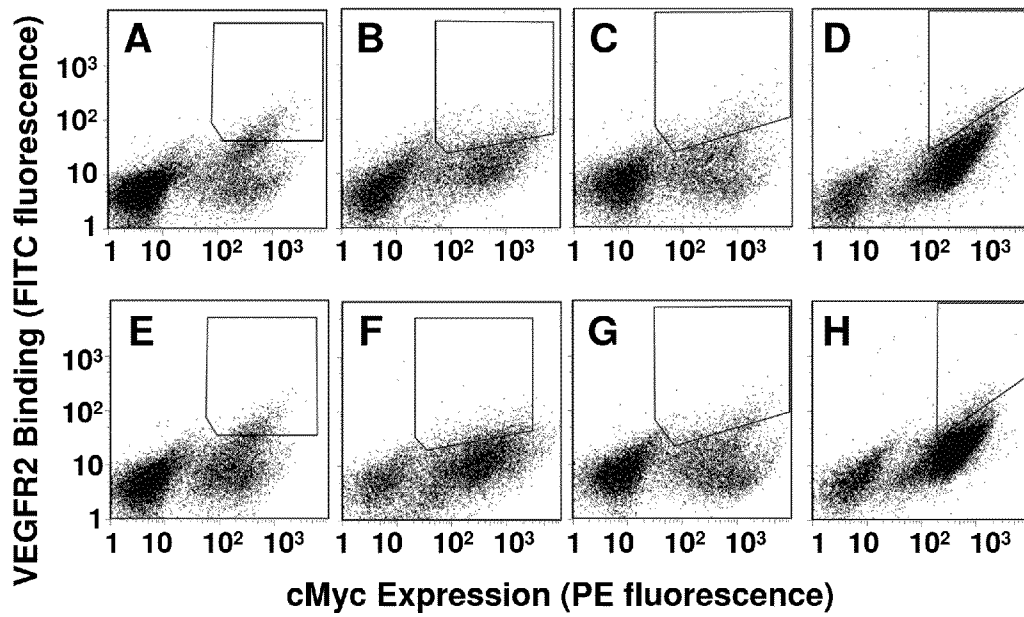 VEGFR2 Binding (FITC fluorescence)
A B C D
10³
10²
10
1
1 10 10² 10³ 1 10 10² 10³ 1 10 10² 10³ 1 10 10² 10³
E F G H
10³
10²
10
1
1 10 10² 10³ 1 10 10² 10³ 1 10 10² 10³ 1 10 10² 10³
cMyc Expression (PE fluorescence)